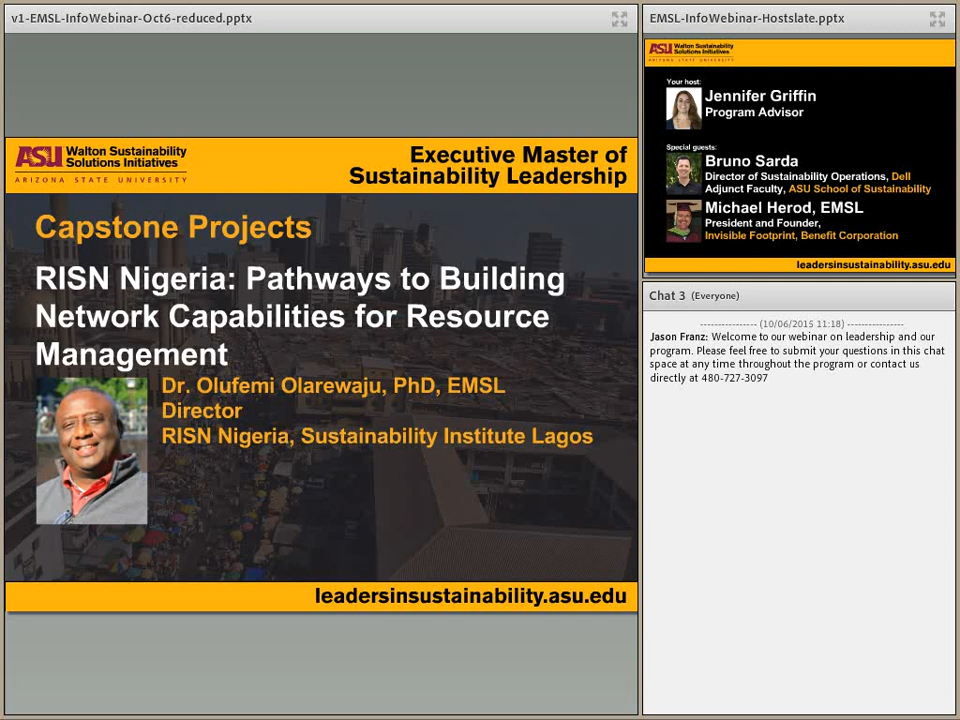 v1-EMSL-InfoWebinar-Oct6-reduced.pptx
ASU Walton Sustainability
Solutions Initiatives
ARIZONA STATE UNIVERSITY
Executive Master of
Sustainability Leadership
Capstone Projects
RISN Nigeria: Pathways to Building
Network Capabilities for Resource
Management
Dr. Olufemi Olarewaju, PhD, EMSL
Director
RISN Nigeria, Sustainability Institute Lagos
leadersinsustainability.asu.edu
EMSL-InfoWebinar-Hostslate.pptx
ASU Walton Sustainability
Solutions Initiatives
ARIZONA STATE UNIVERSITY
Your host:
Jennifer Griffin
Program Advisor
Special guests:
Bruno Sarda
Director of Sustainability Operations, Dell
Adjunct Faculty, ASU School of Sustainability
Michael Herod, EMSL
President and Founder,
Invisible Footprint, Benefit Corporation
leadersinsustainability.asu.edu
Chat 3 (Everyone)
---------------- (10/06/2015 11:18) ----------------
Jason Franz: Welcome to our webinar on leadership and our
program. Please feel free to submit your questions in this chat
space at any time throughout the program or contact us
directly at 480-727-3097